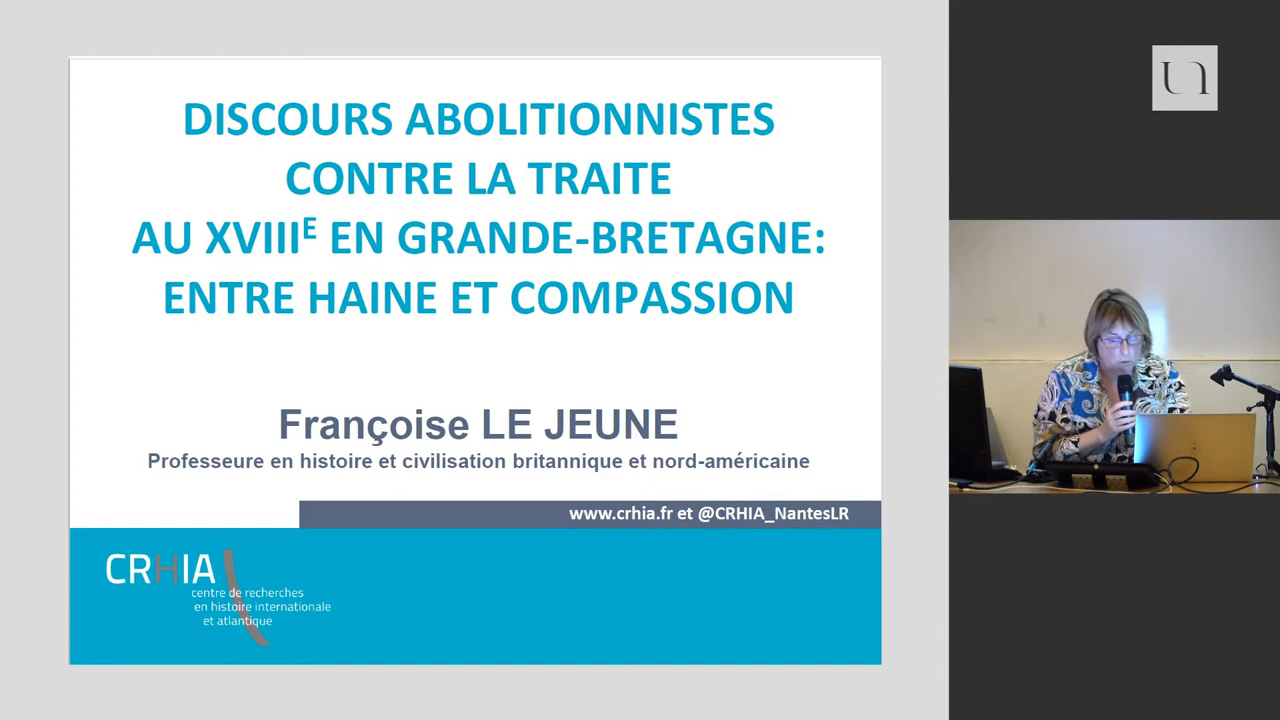 DISCOURS ABOLITIONNISTES
CONTRE LA TRAITE
AU XVIIIE EN GRANDE-BRETAGNE:
ENTRE HAINE ET COMPASSION
Françoise LE JEUNE
Professeure en histoire et civilisation britannique et nord-américaine
www.crhia.fr et @CRHIA_NantesLR
CRHIA
centre de recherches
en histoire internationale
et atlantique